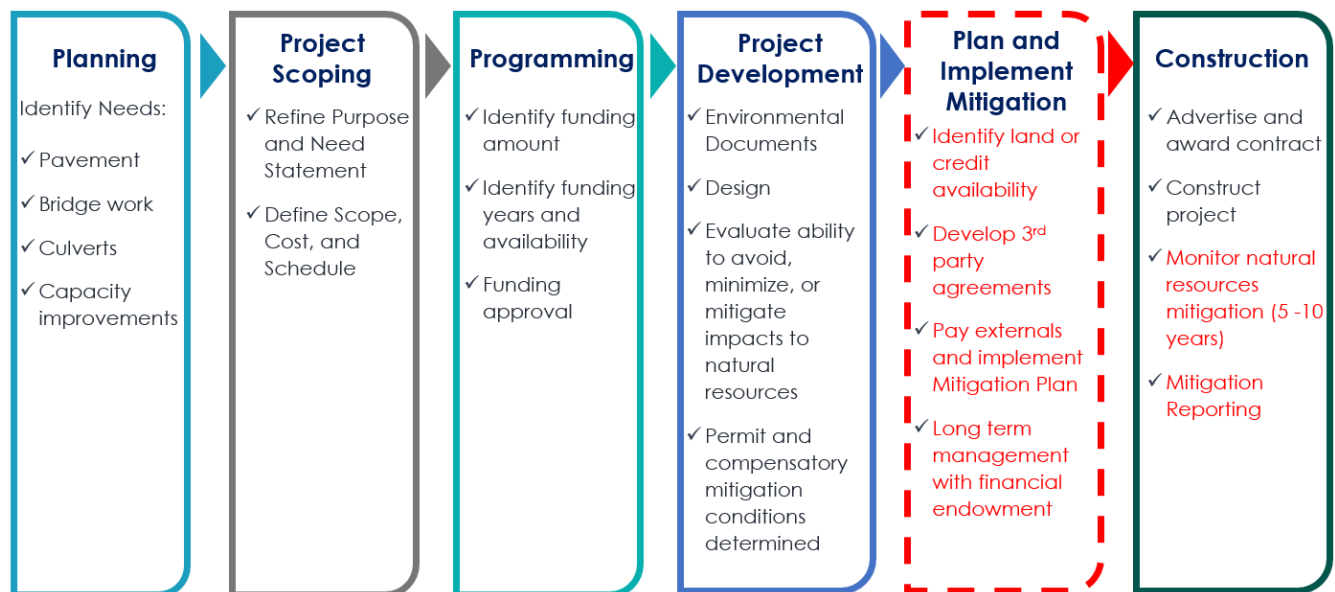 Planning
Identify Needs:
✓ Pavement
✓ Bridge work
✓ Culverts
✓ Capacity
improvements
Project
Scoping
✓ Refine Purpose
and Need
Statement
✓ Define Scope,
Cost, and
Schedule
Programming
✓ Identify funding
amount
✓ Identify funding
years and
availability
✓ Funding
approval
Project
Development
✓ Environmental
Documents
✓ Design
✓ Evaluate ability
to avoid,
minimize, or
mitigate
impacts to
natural
resources
✓ Permit and
compensatory
mitigation
conditions
determined
Plan and
Implement
Mitigation
✓ Identify land or
credit
availability
✓ Develop 3rd
party
agreements
✓ Pay externals
and implement
Mitigation Plan
✓ Long term
management
with financial
endowment
Construction
✓ Advertise and
award contract
✓ Construct
project
✓ Monitor natural
resources
mitigation (5 -10
years)
✓ Mitigation
Reporting